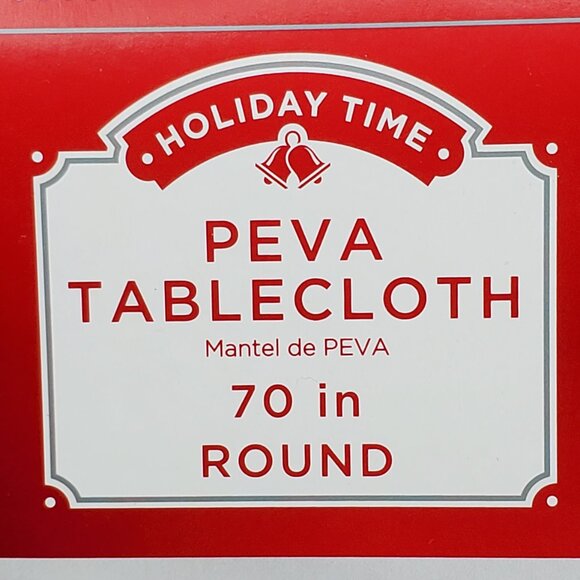 HOLIDAY TIME
PEVA
TABLECLOTH
Mantel de PEVA
70 in
ROUND